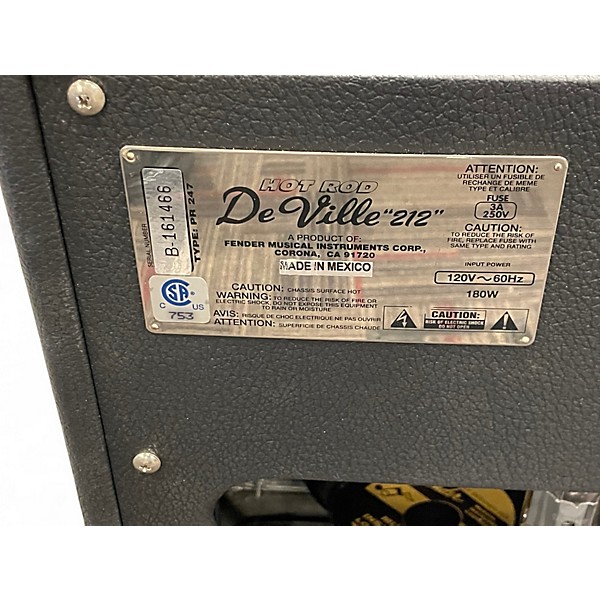 HOT ROD
De Ville "212"
A PRODUCT OF:
FENDER MUSICAL INSTRUMENTS CORP.,
CORONA, CA 91720
MADE IN MEXICO
SERIAL NUMBER
B-161466
TYPE: PR 247
SA
C US
753
CAUTION: CHASSIS SURFACE HOT
WARNING: TO REDUCE THE RISK OF FIRE OR
ELECTRIC SHOCK, DO NOT EXPOSE THIS EQUIPMENT
TO RAIN OR MOISTURE
AVIS: RISQUE DE CHOC ELECTRIQUE NE PAS OUVRIR
ATTENTION: SUPERFICIE DE CHASSIS CHAUDE
ATTENTION:
UTILISER UN FUSIBLE DE
RECHANGE DE MEME
TYPE ET CALIBRE
FUSE
3A
250V
CAUTION:
TO REDUCE THE RISK OF
FIRE, REPLACE FUSE WITH
SAME TYPE AND RATING
INPUT POWER
120V~60Hz
180W
CAUTION:
RISK OF ELECTRIC SHOCK
DO NOT OPEN